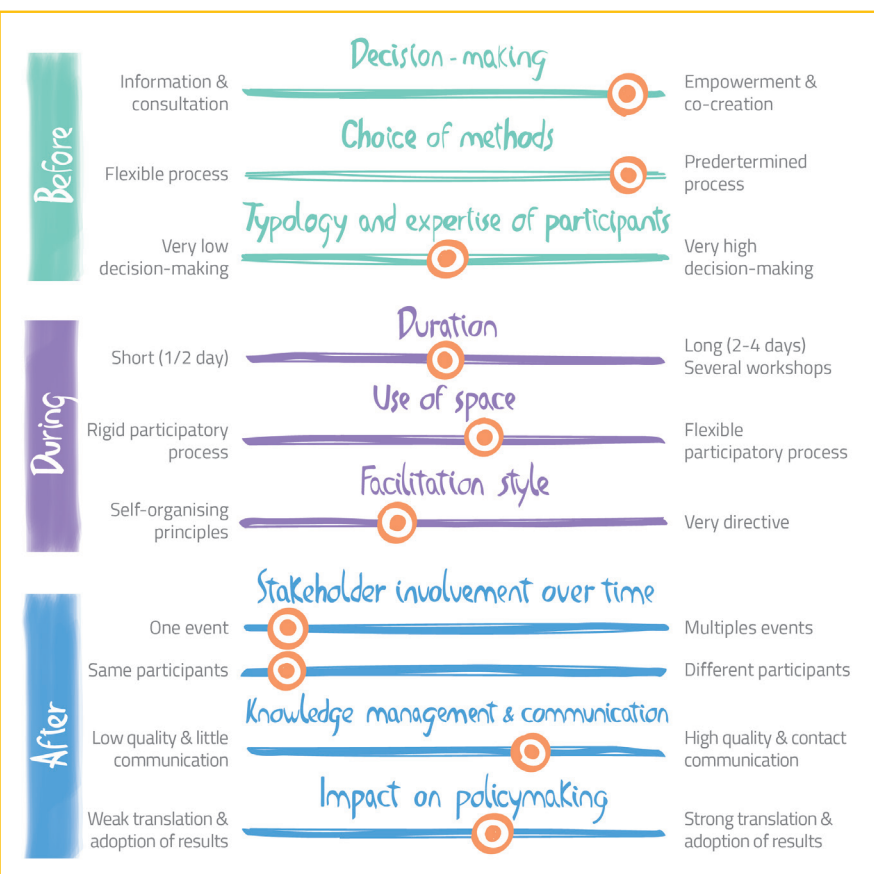 Before
Decision-making
Information &
consultation
Empowerment &
co-creation
Choice of methods
Flexible process
Predertermined
process
Typology and expertise of participants
Very low
decision-making
Very high
decision-making
During
Duration
Short (1/2 day)
Long (2-4 days)
Several workshops
Use of space
Rigid participatory
process
Flexible
participatory process
Facilitation style
Self-organising
principles
Very directive
After
Stakeholder involvement over time
One event
Multiples events
Same participants
Different participants
Knowledge management & communication
Low quality & little
communication
High quality & contact
communication
Impact on policymaking
Weak translation &
adoption of results
Strong translation &
adoption of results